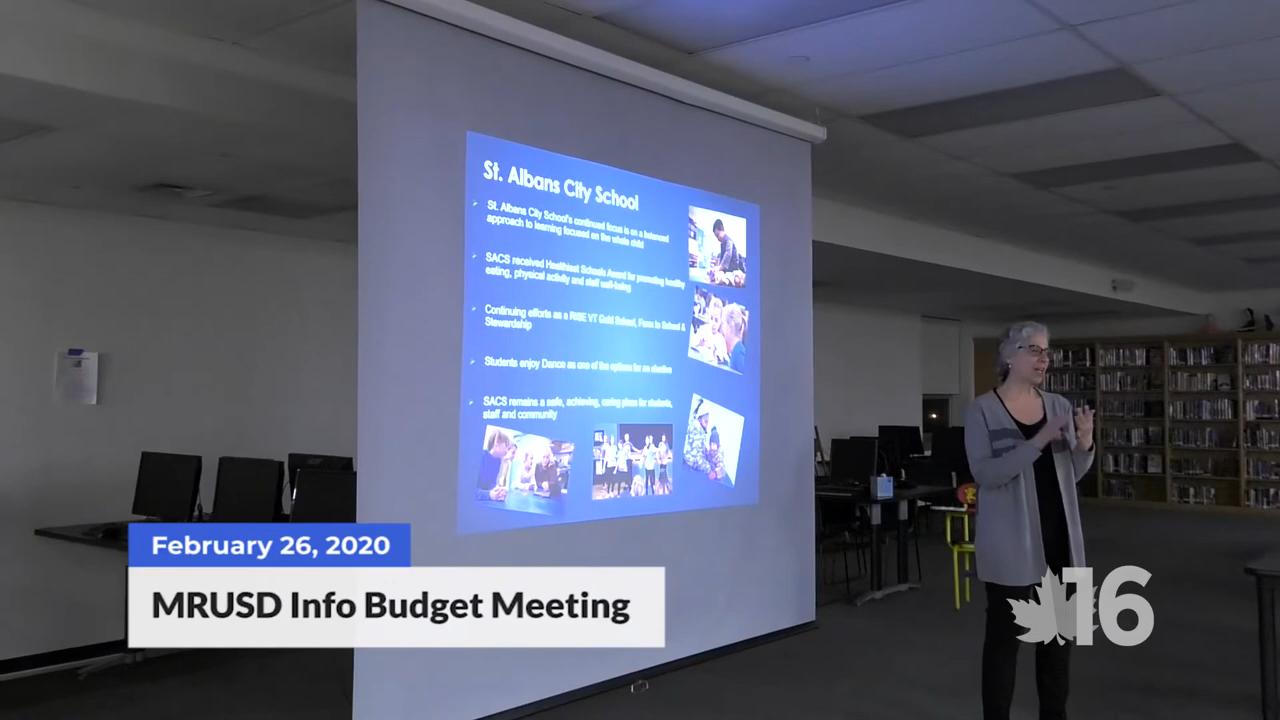 St. Albans City School
St. Albans City School's continued focus is on a balanced
approach to learning focused on the whole child
SACS received Healthiest Schools Award for promoting healthy
eating, physical activity and staff well-being
Continuing efforts as a RISE VT Gold School, Farm to School &
Stewardship
Students enjoy Dance as one of the options for an elective
SACS remains a safe, achieving, caring place for students,
staff and community
February 26, 2020
MRUSD Info Budget Meeting
16